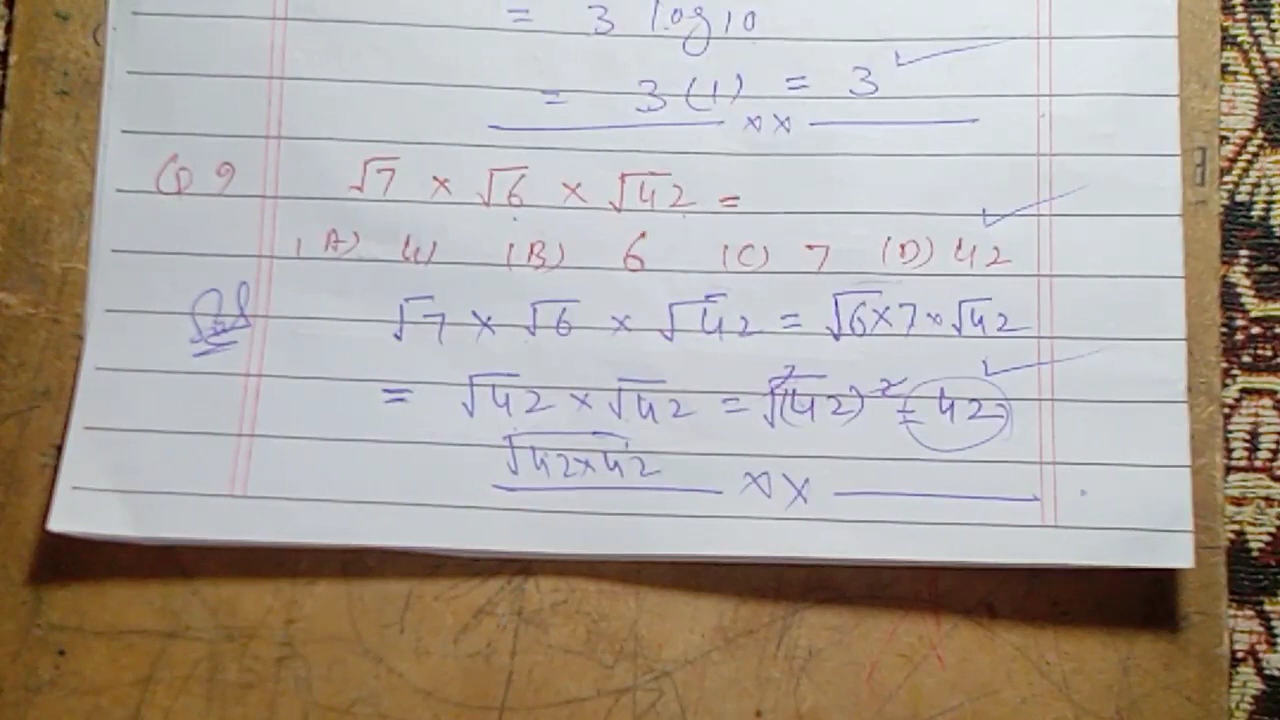 = 3 log 10
= 3 (1) = 3
×× 
Q 9 √7 × √6 × √42 =
(A) 4 (B) 6 (C) 7 (D) 42
Sol √7 × √6 × √42 = √6×7 × √42
= √42 × √42 = ²√(42)² = 42
√42×42
××